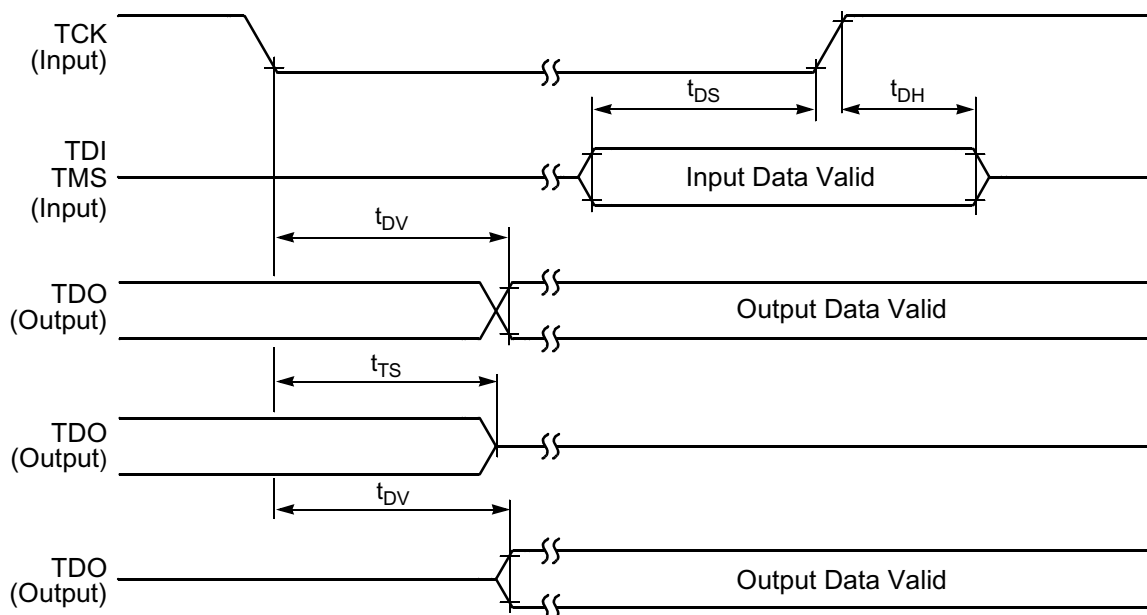 TCK
(Input)
tDS
tDH
TDI
TMS
(Input)
Input Data Valid
tDV
TDO
(Output)
Output Data Valid
tTS
TDO
(Output)
tDV
TDO
(Output)
Output Data Valid